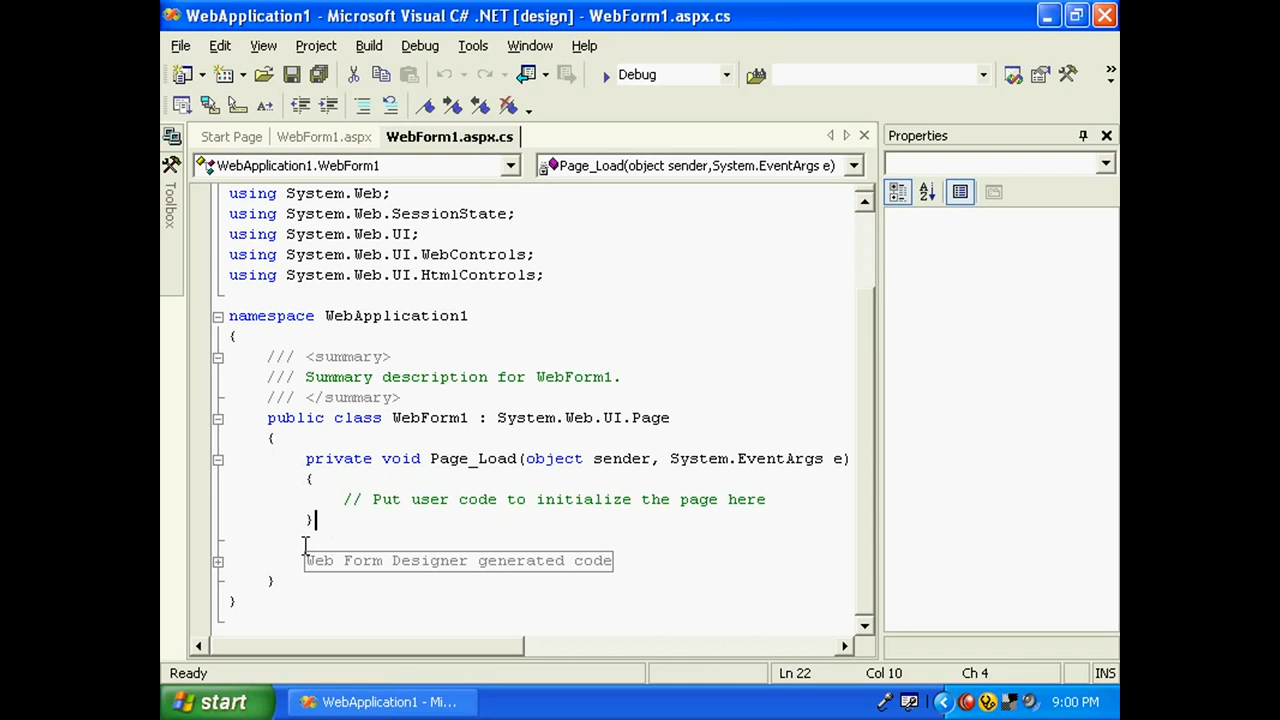 WebApplication1 - Microsoft Visual C# .NET [design] - WebForm1.aspx.cs
File Edit View Project Build Debug Tools Window Help
Debug
Start Page WebForm1.aspx WebForm1.aspx.cs
Properties
WebApplication1.WebForm1
Page_Load(object sender,System.EventArgs e)
Toolbox
using System.Web;
using System.Web.SessionState;
using System.Web.UI;
using System.Web.UI.WebControls;
using System.Web.UI.HtmlControls;
namespace WebApplication1
{
/// <summary>
/// Summary description for WebForm1.
/// </summary>
public class WebForm1 : System.Web.UI.Page
{
private void Page_Load(object sender, System.EventArgs e)
{
// Put user code to initialize the page here
}
Web Form Designer generated code
}
}
Ready Ln 22 Col 10 Ch 4 INS
start WebApplication1 - Mi... 9:00 PM